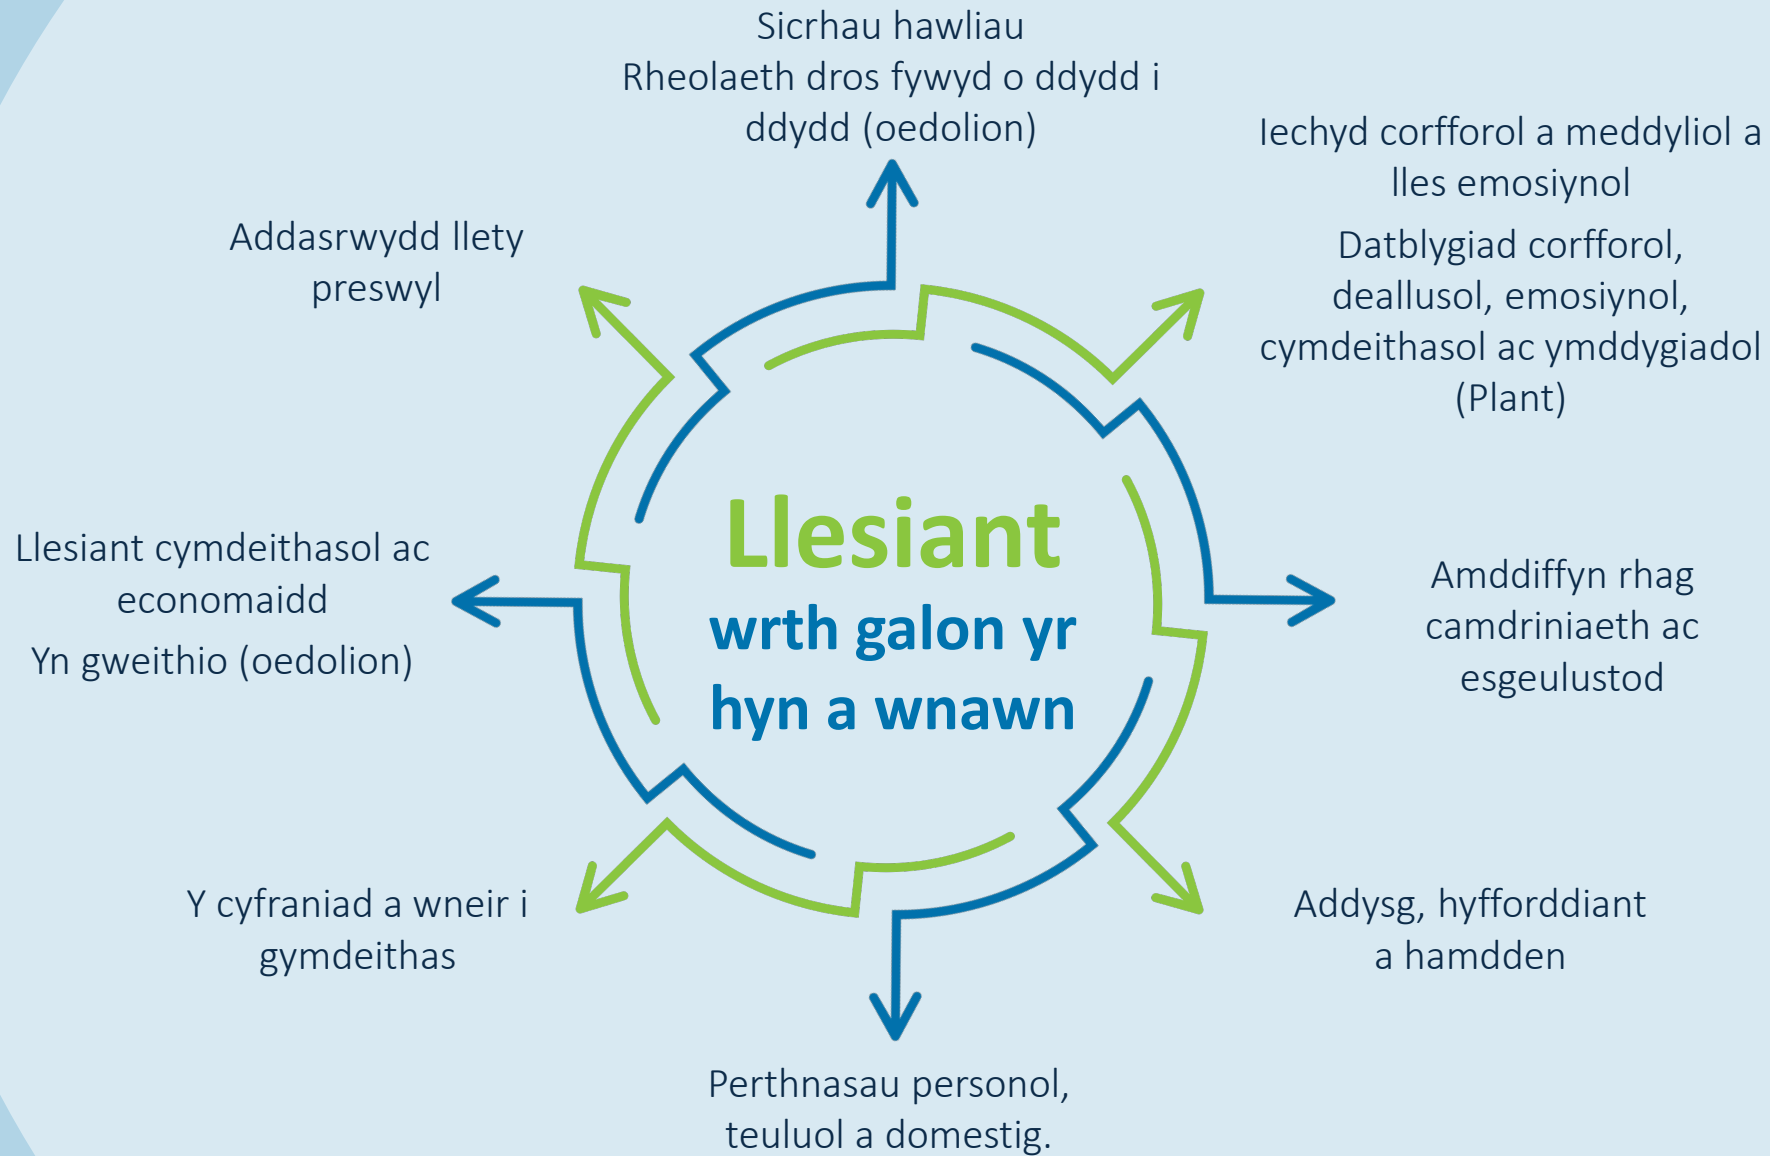 Sicrhau hawliau
Rheolaeth dros fywyd o ddydd i
ddydd (oedolion)
Iechyd corfforol a meddyliol a
lles emosiynol
Datblygiad corfforol,
deallusol, emosiynol,
cymdeithasol ac ymddygiadol
(Plant)
Amddiffyn rhag
camdriniaeth ac
esgeulustod
Addysg, hyfforddiant
a hamdden
Perthnasau personol,
teuluol a domestig.
Y cyfraniad a wneir i
gymdeithas
Llesiant cymdeithasol ac
economaidd
Yn gweithio (oedolion)
Addasrwydd llety
preswyl
Llesiant
wrth galon yr
hyn a wnawn